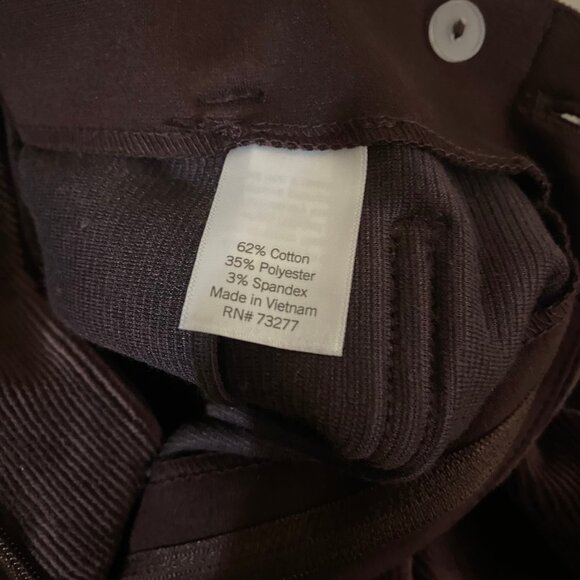 62% Cotton
35% Polyester
3% Spandex
Made in Vietnam
RN# 73277